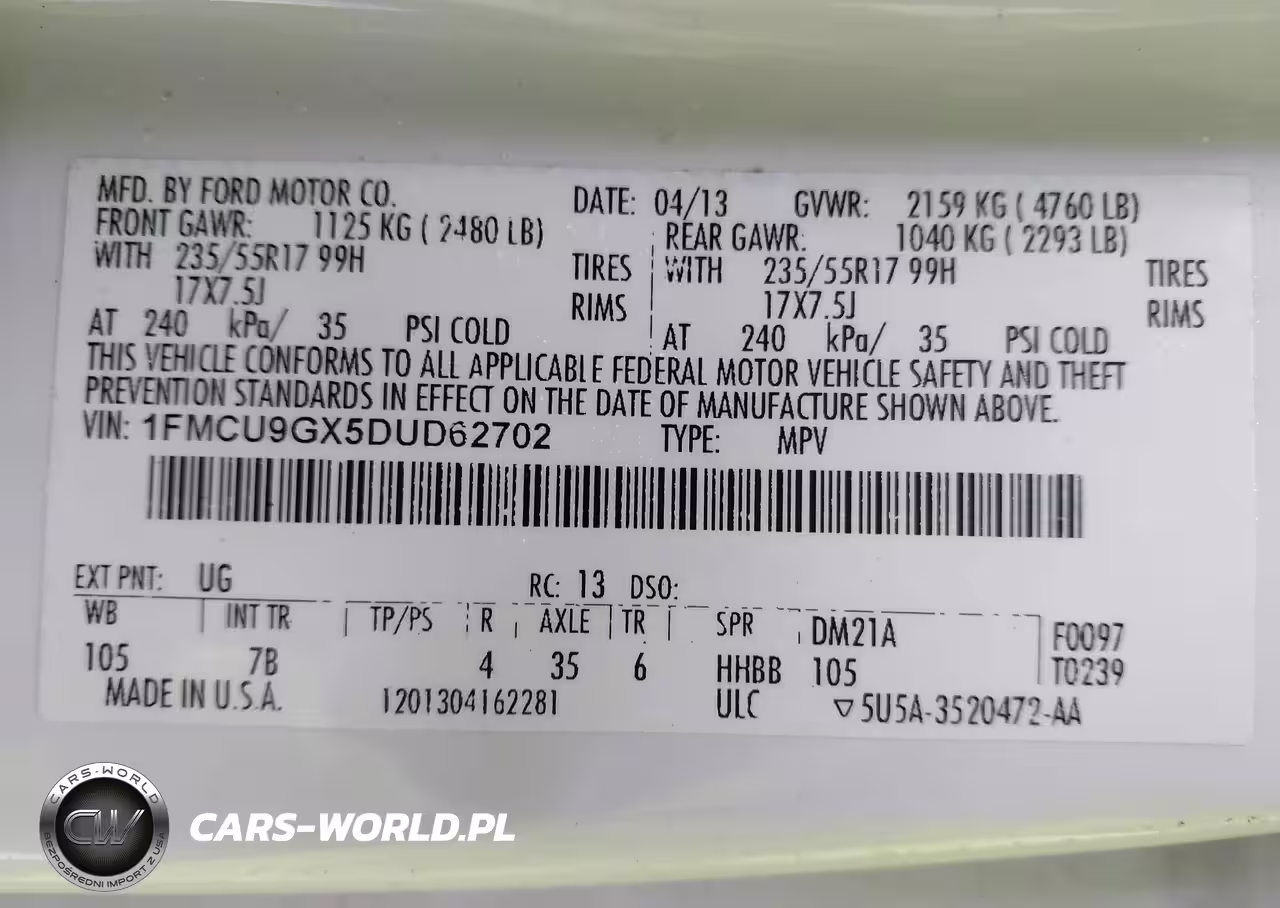 MFD. BY FORD MOTOR CO. DATE: 04/13 GVWR: 2159 KG ( 4760 LB)
FRONT GAWR: 1125 KG ( 2480 LB) REAR GAWR: 1040 KG ( 2293 LB)
WITH 235/55R17 99H TIRES WITH 235/55R17 99H TIRES
17X7.5J RIMS 17X7.5J RIMS
AT 240 kPa/ 35 PSI COLD AT 240 kPa/ 35 PSI COLD
THIS VEHICLE CONFORMS TO ALL APPLICABLE FEDERAL MOTOR VEHICLE SAFETY AND THEFT
PREVENTION STANDARDS IN EFFECT ON THE DATE OF MANUFACTURE SHOWN ABOVE.
VIN: 1FMCU9GX5DUD62702 TYPE: MPV
EXT PNT: UG RC: 13 DSO:
WB INT TR TP/PS R AXLE TR SPR DM21A F0097
105 7B 4 35 6 HHBB 105 T0239
MADE IN U.S.A. 1201304162281 ULC ▽5U5A-3520472-AA
CARS-WORLD
CW
BEZPOŚREDNI IMPORT Z USA
CARS-WORLD.PL